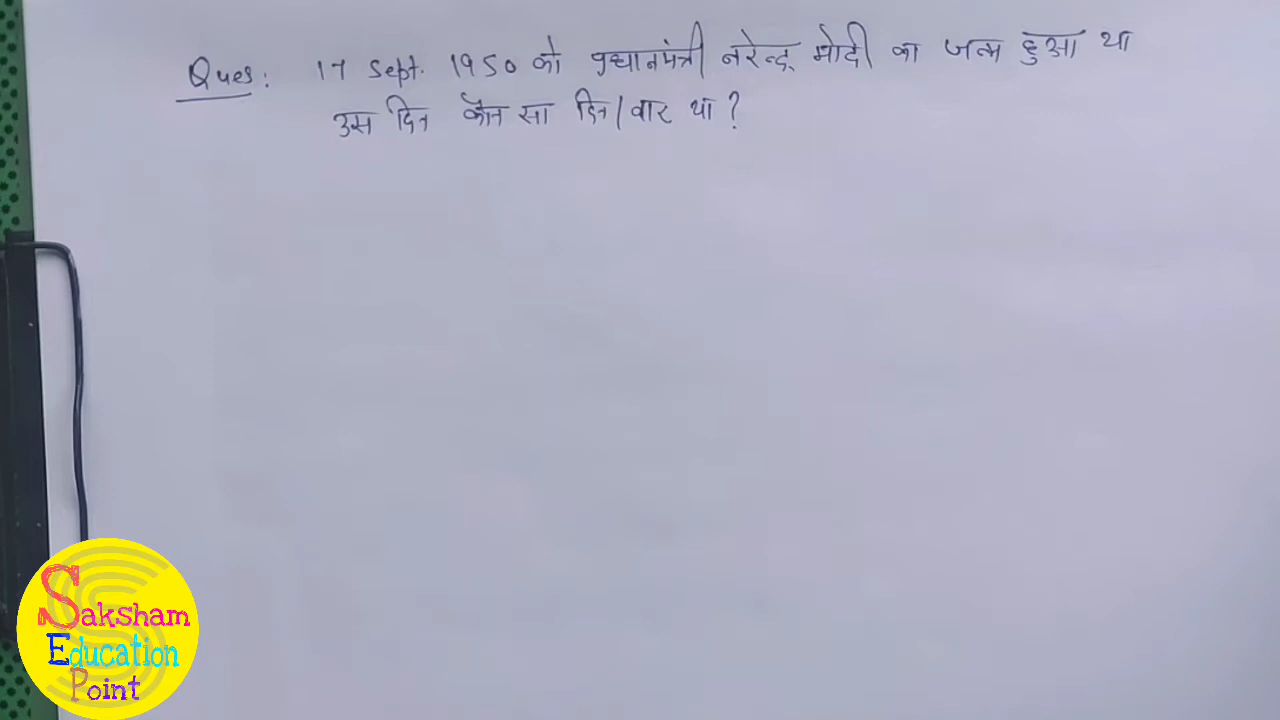 Ques: 17 Sept. 1950 को प्रधानमंत्री नरेन्द्र मोदी का जन्म हुआ था
उस दिन कौन सा दिन/वार था ?
Saksham
Education
Point